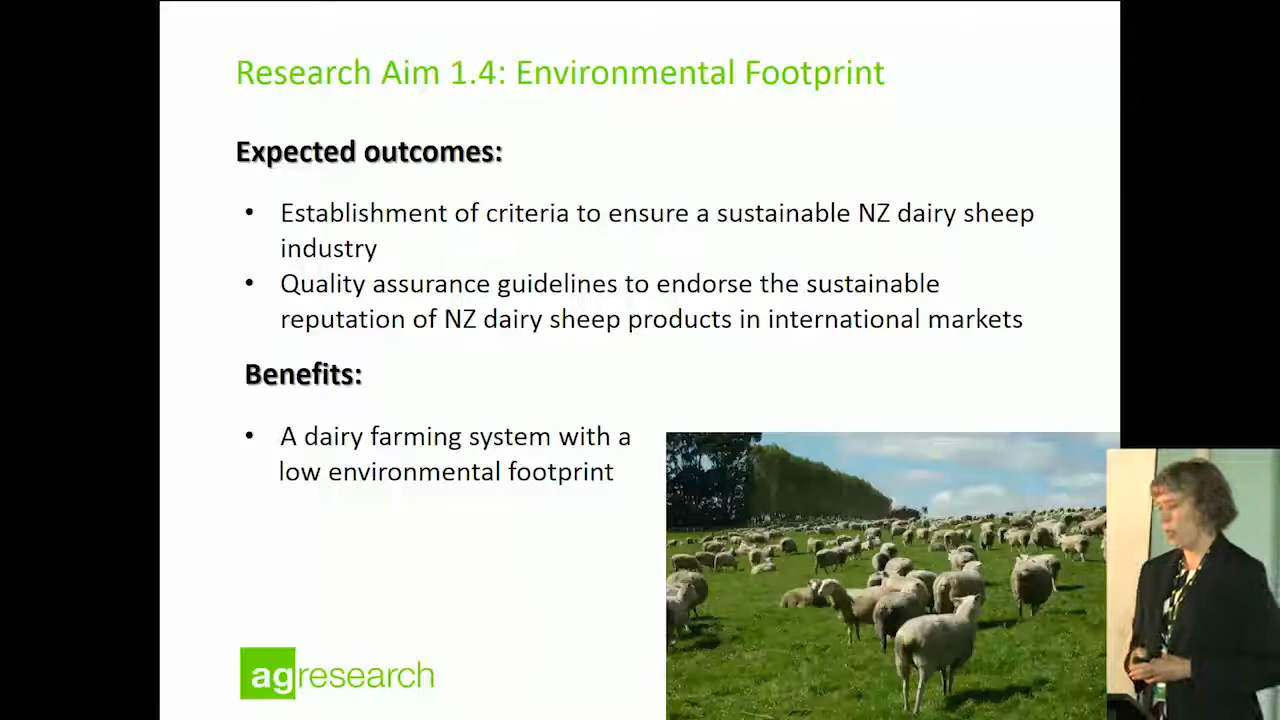 Research Aim 1.4: Environmental Footprint
Expected outcomes:
• Establishment of criteria to ensure a sustainable NZ dairy sheep
industry
• Quality assurance guidelines to endorse the sustainable
reputation of NZ dairy sheep products in international markets
Benefits:
• A dairy farming system with a
low environmental footprint
agresearch